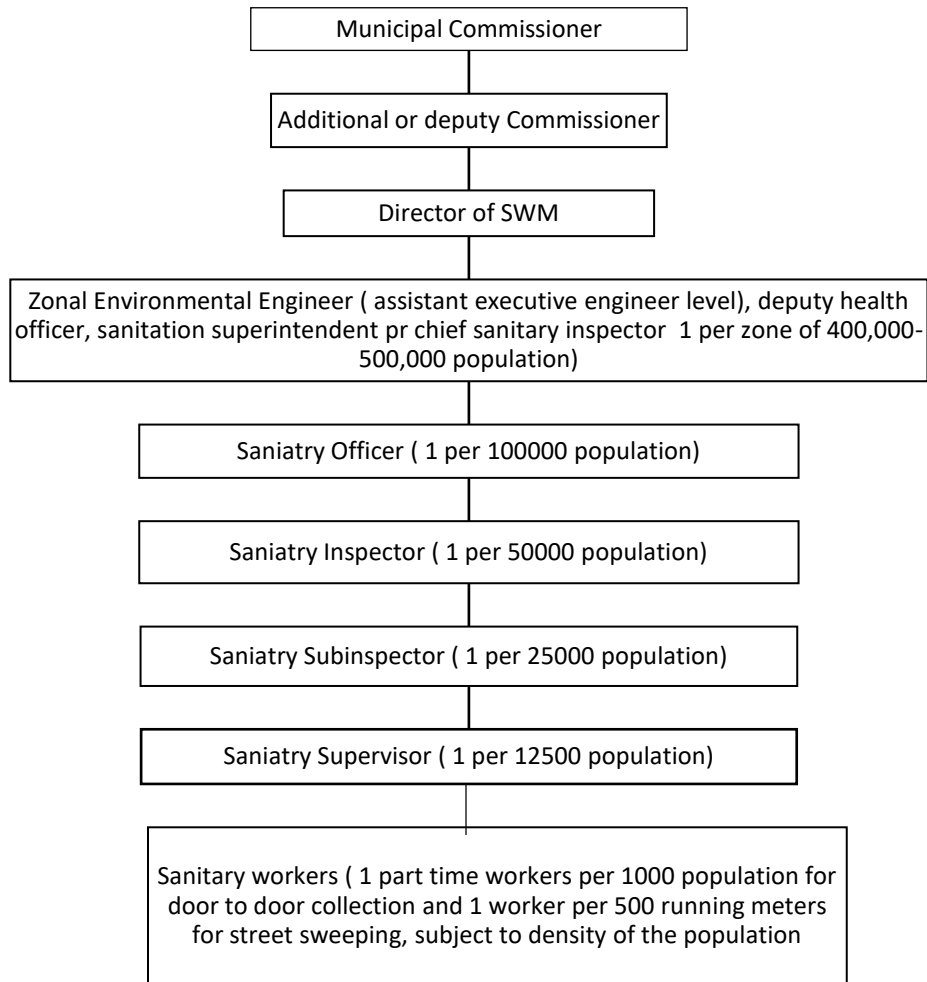 Municipal Commissioner
Additional or deputy Commissioner
Director of SWM
Zonal Environmental Engineer ( assistant executive engineer level), deputy health
officer, sanitation superintendent pr chief sanitary inspector  1 per zone of 400,000-
500,000 population)
Saniatry Officer ( 1 per 100000 population)
Saniatry Inspector ( 1 per 50000 population)
Saniatry Subinspector ( 1 per 25000 population)
Saniatry Supervisor ( 1 per 12500 population)
Sanitary workers ( 1 part time workers per 1000 population for
door to door collection and 1 worker per 500 running meters
for street sweeping, subject to density of the population